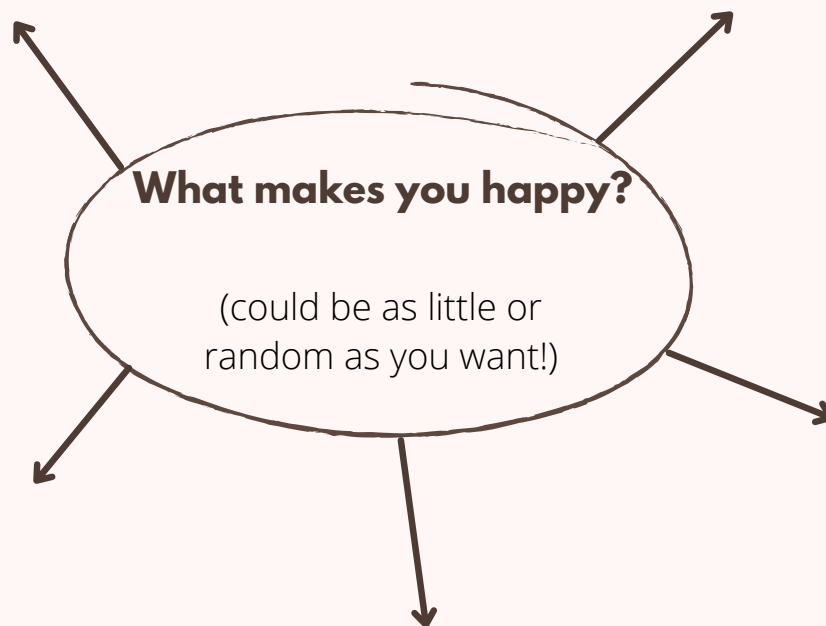 What makes you happy?
(could be as little or
random as you want!)